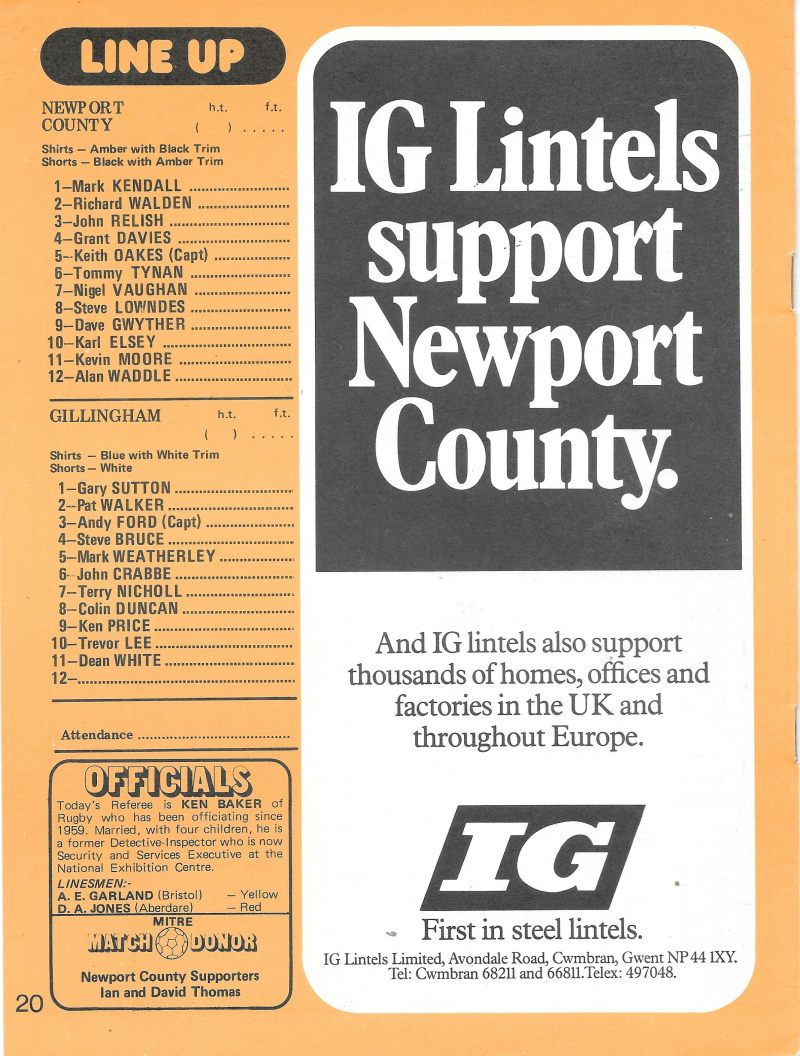 LINE UP
NEWPORT h.t. f.t.
COUNTY ( ) .....
Shirts – Amber with Black Trim
Shorts – Black with Amber Trim
1–Mark KENDALL ........................
2–Richard WALDEN ......................
3–John RELISH ............................
4–Grant DAVIES ..........................
5–Keith OAKES (Capt) ..................
6–Tommy TYNAN ........................
7–Nigel VAUGHAN ......................
8–Steve LOWNDES ......................
9–Dave GWYTHER ......................
10–Karl ELSEY ............................
11–Kevin MOORE ........................
12–Alan WADDLE ........................
GILLINGHAM h.t. f.t.
( ) .....
Shirts – Blue with White Trim
Shorts – White
1–Gary SUTTON ..........................
2–Pat WALKER ............................
3–Andy FORD (Capt) ....................
4–Steve BRUCE ..........................
5–Mark WEATHERLEY ..................
6–John CRABBE ..........................
7–Terry NICHOLL ........................
8–Colin DUNCAN ........................
9–Ken PRICE ..............................
10–Trevor LEE ............................
11–Dean WHITE ..........................
12–............................................
Attendance ....................................
OFFICIALS
Today's Referee is KEN BAKER of
Rugby who has been officiating since
1959. Married, with four children, he is
a former Detective-Inspector who is now
Security and Services Executive at the
National Exhibition Centre.
LINESMEN:-
A. E. GARLAND (Bristol) – Yellow
D. A. JONES (Aberdare) – Red
MITRE
MATCH DONOR
Newport County Supporters
Ian and David Thomas
20
IG Lintels
support
Newport
County.
And IG lintels also support
thousands of homes, offices and
factories in the UK and
throughout Europe.
IG
First in steel lintels.
IG Lintels Limited, Avondale Road, Cwmbran, Gwent NP44 1XY.
Tel: Cwmbran 68211 and 66811. Telex: 497048.